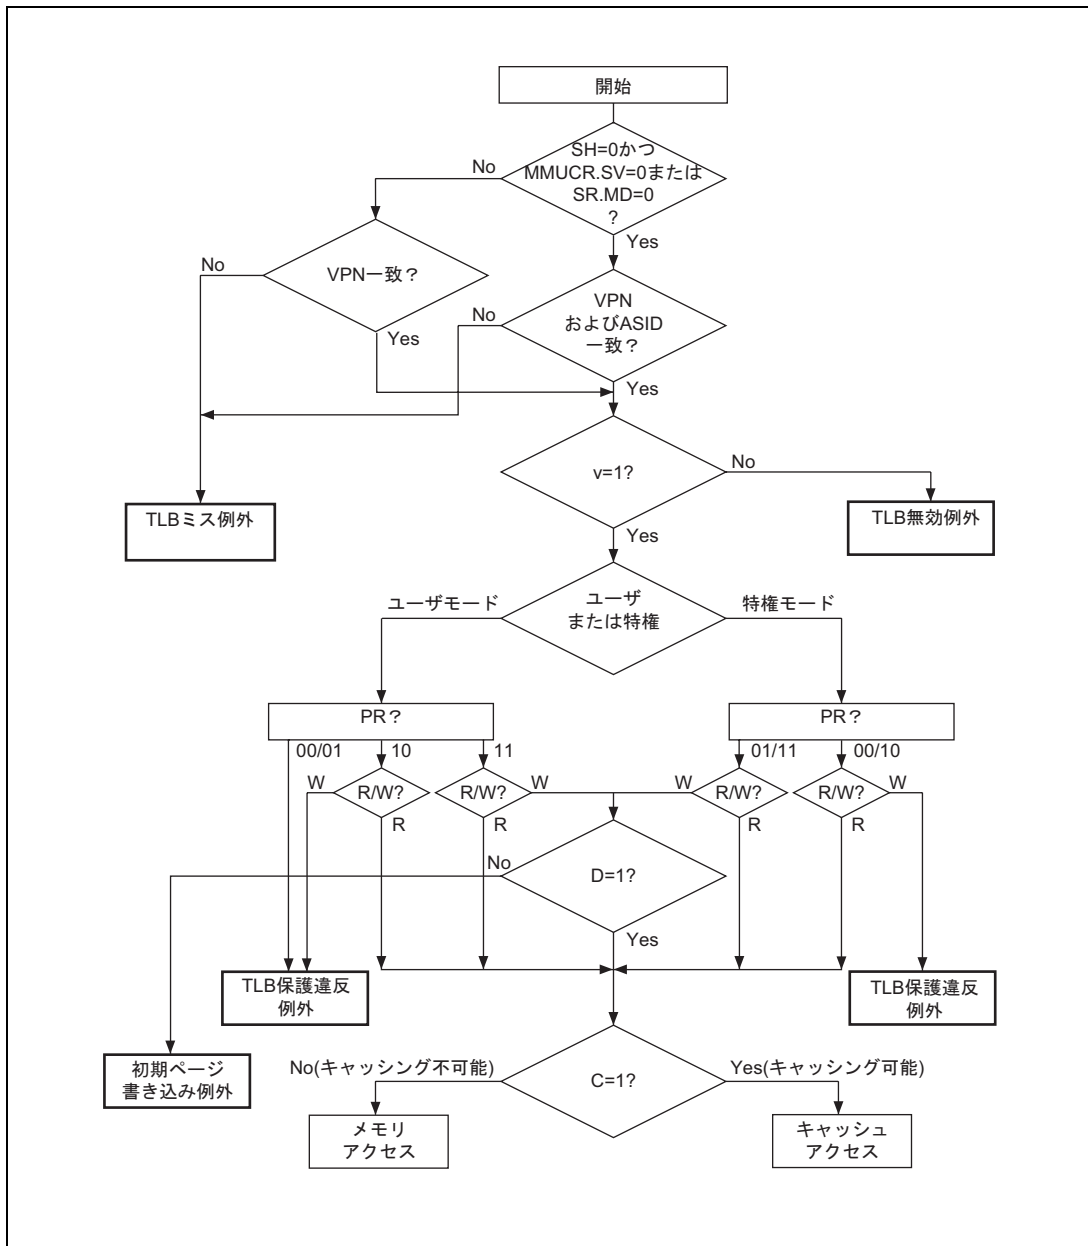 開始
SH=0かつ
MMUCR.SV=0または
SR.MD=0
?
No
Yes
VPN一致？
No
Yes
VPN
およびASID
一致？
No
Yes
v=1?
No
Yes
TLBミス例外
TLB無効例外
ユーザ
または特権
ユーザモード
特権モード
PR？
PR？
00/01
10
11
01/11
00/10
W
R/W?
R
R/W?
W
R
W
R/W?
R
R/W?
W
R
No
D=1?
Yes
TLB保護違反
例外
TLB保護違反
例外
初期ページ
書き込み例外
No(キャッシング不可能)
C=1?
Yes(キャッシング可能)
メモリ
アクセス
キャッシュ
アクセス